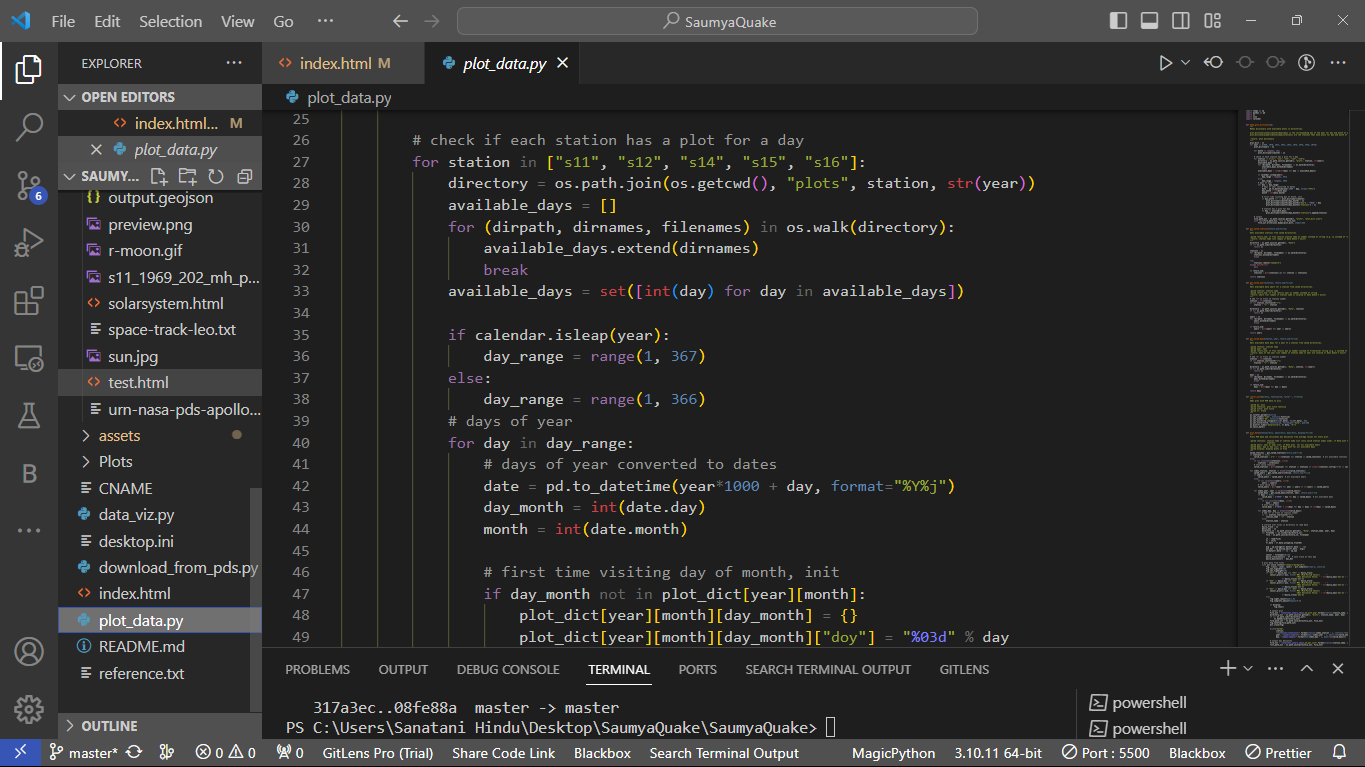 File Edit Selection View Go ··· SaumyaQuake
EXPLORER ···
index.html M
plot_data.py
OPEN EDITORS
index.html... M
plot_data.py
SAUMY...
output.geojson
preview.png
r-moon.gif
s11_1969_202_mh_p...
solarsystem.html
space-track-leo.txt
sun.jpg
test.html
urn-nasa-pds-apollo...
assets
Plots
CNAME
data_viz.py
desktop.ini
download_from_pds.py
index.html
plot_data.py
README.md
reference.txt
OUTLINE
6
B
plot_data.py
25
26 # check if each station has a plot for a day
27 for station in ["s11", "s12", "s14", "s15", "s16"]:
28 directory = os.path.join(os.getcwd(), "plots", station, str(year))
29 available_days = []
30 for (dirpath, dirnames, filenames) in os.walk(directory):
31 available_days.extend(dirnames)
32 break
33 available_days = set([int(day) for day in available_days])
34
35 if calendar.isleap(year):
36 day_range = range(1, 367)
37 else:
38 day_range = range(1, 366)
39 # days of year
40 for day in day_range:
41 # days of year converted to dates
42 date = pd.to_datetime(year*1000 + day, format="%Y%j")
43 day_month = int(date.day)
44 month = int(date.month)
45
46 # first time visiting day of month, init
47 if day_month not in plot_dict[year][month]:
48 plot_dict[year][month][day_month] = {}
49 plot_dict[year][month][day_month]["doy"] = "%03d" % day
PROBLEMS OUTPUT DEBUG CONSOLE TERMINAL PORTS SEARCH TERMINAL OUTPUT GITLENS
317a3ec..08fe88a master -> master
PS C:\Users\Sanatani Hindu\Desktop\SaumyaQuake\SaumyaQuake>
powershell
powershell
master* 0 0 0 GitLens Pro (Trial) Share Code Link Blackbox Search Terminal Output MagicPython 3.10.11 64-bit Port : 5500 Blackbox Prettier